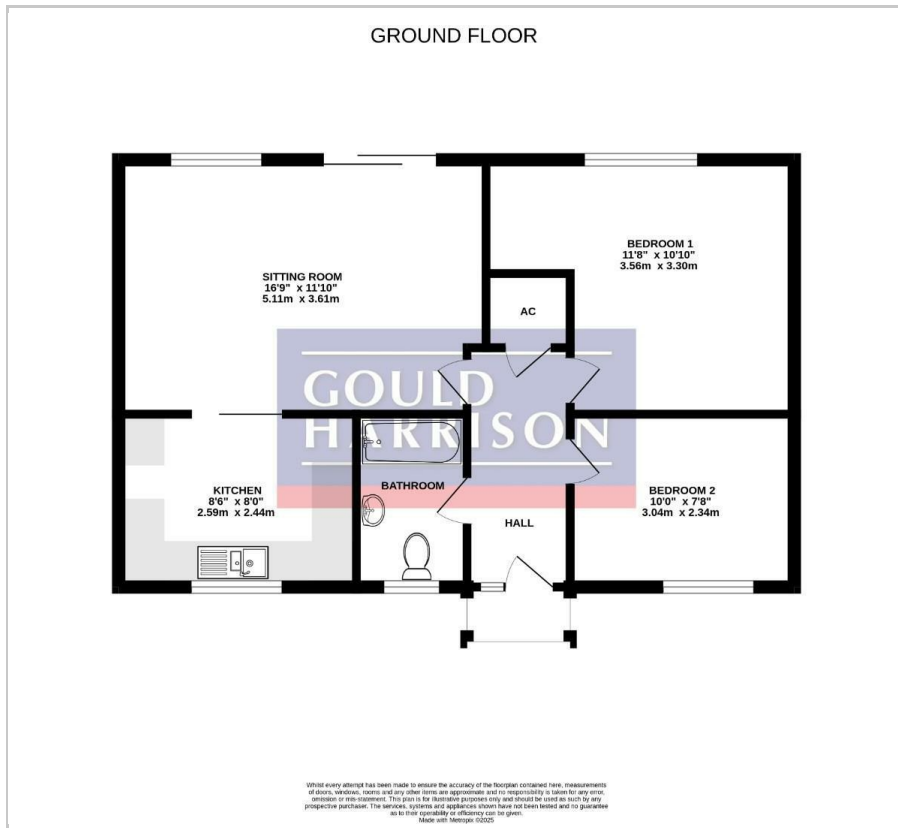 GROUND FLOOR
SITTING ROOM
16'9" x 11'10"
5.11m x 3.61m
BEDROOM 1
11'8" x 10'10"
3.56m x 3.30m
AC
GOULD
HARRISON
KITCHEN
8'6" x 8'0"
2.59m x 2.44m
BATHROOM
HALL
BEDROOM 2
10'0" x 7'8"
3.04m x 2.34m
Whilst every attempt has been made to ensure the accuracy of the floorplan contained here, measurements
of doors, windows, rooms and any other items are approximate and no responsibility is taken for any error,
omission or mis-statement. This plan is for illustrative purposes only and should be used as such by any
prospective purchaser. The services, systems and appliances shown have not been tested and no guarantee
as to their operability or efficiency can be given.
Made with Metropix ©2025